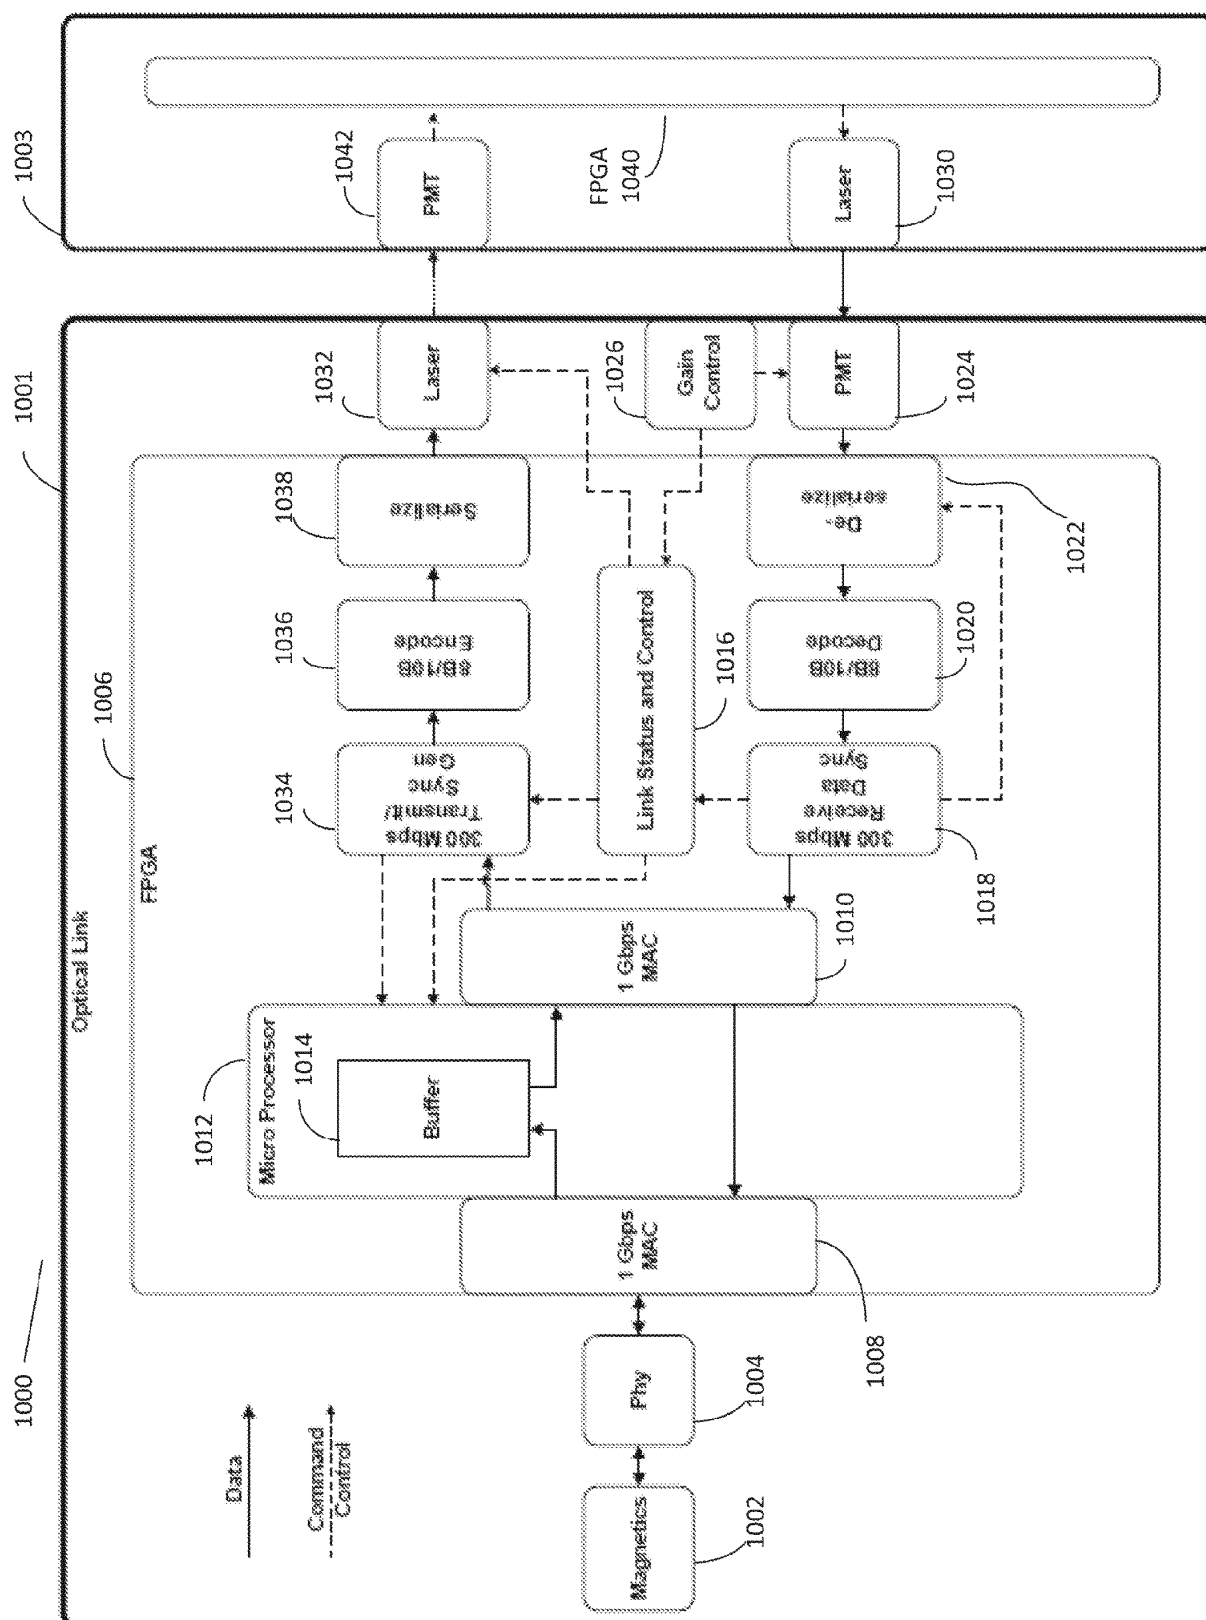 1000
1001
1003
Optical Link
FPGA
1006
Data
Command
Control
Magnetics
1002
Phy
1004
1 Gbps
MAC
1008
Micro Processor
1012
Buffer
1014
1 Gbps
MAC
1010
300 Mbps
Transmit/
Sync
Gen
1034
8B/10B
Encode
1036
Serialize
1038
Laser
1032
Link Status and Control
1016
Gain
Control
1026
300 Mbps
Receive
Data
Sync
1018
8B/10B
Decode
1020
De-
serialize
1022
PMT
1024
PMT
1042
FPGA
1040
Laser
1030